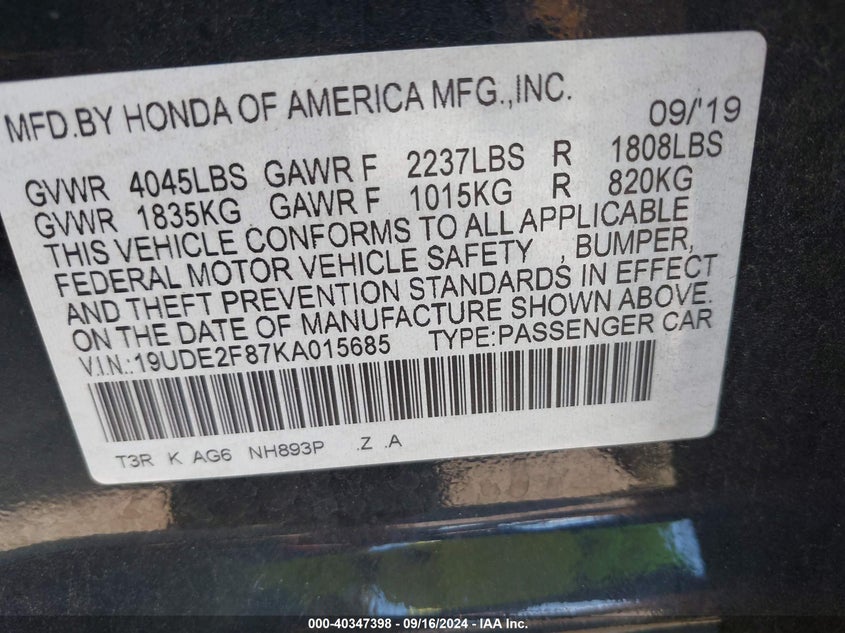 MFD.BY HONDA OF AMERICA MFG.,INC. 09/'19
GVWR 4045LBS GAWR F 2237LBS R 1808LBS
GVWR 1835KG GAWR F 1015KG R 820KG
THIS VEHICLE CONFORMS TO ALL APPLICABLE
FEDERAL MOTOR VEHICLE SAFETY , BUMPER,
AND THEFT PREVENTION STANDARDS IN EFFECT
ON THE DATE OF MANUFACTURE SHOWN ABOVE.
V.I.N.:19UDE2F87KA015685 TYPE:PASSENGER CAR
T3R K AG6 NH893P .Z .A
000-40347398 - 09/16/2024 - IAA Inc.